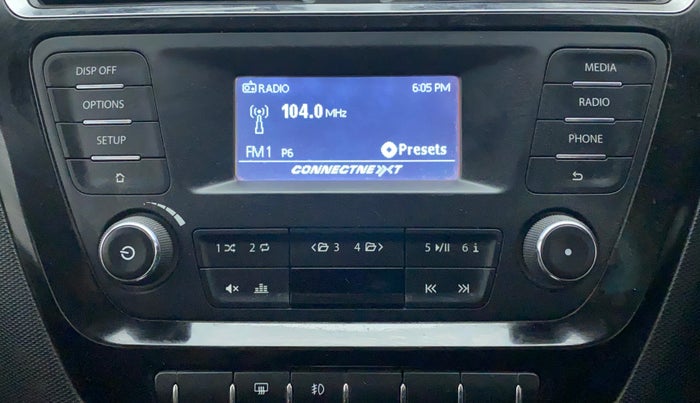 DISP OFF
OPTIONS
SETUP
RADIO 6:05 PM
104.0 MHz
FM1 P6 Presets
CONNECTNEXT
MEDIA
RADIO
PHONE
1 2 < 3 4 > 5 6 i